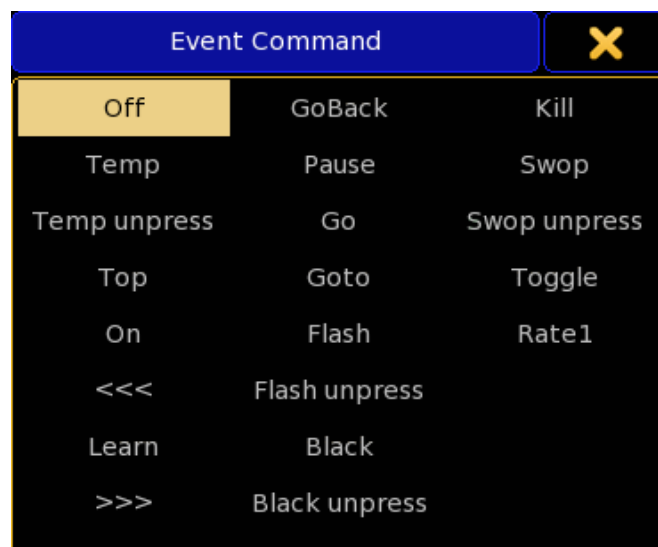 Event Command
Off GoBack Kill
Temp Pause Swop
Temp unpress Go Swop unpress
Top Goto Toggle
On Flash Rate1
<<< Flash unpress
Learn Black
>>> Black unpress